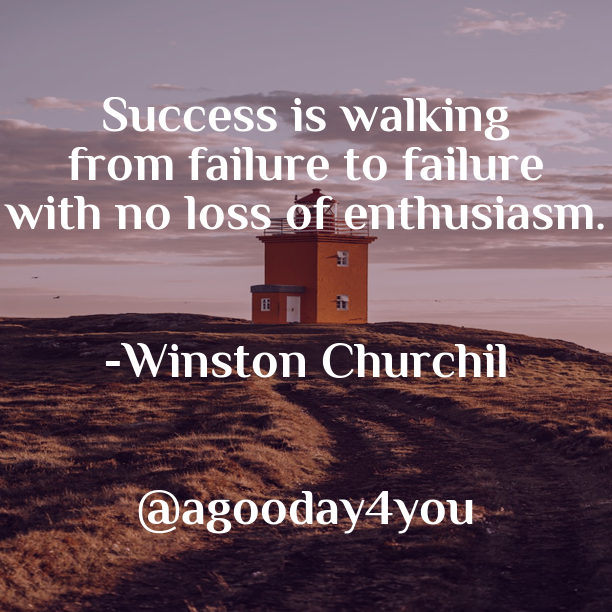 Success is walking
from failure to failure
with no loss of enthusiasm.
-Winston Churchil
@agooday4you